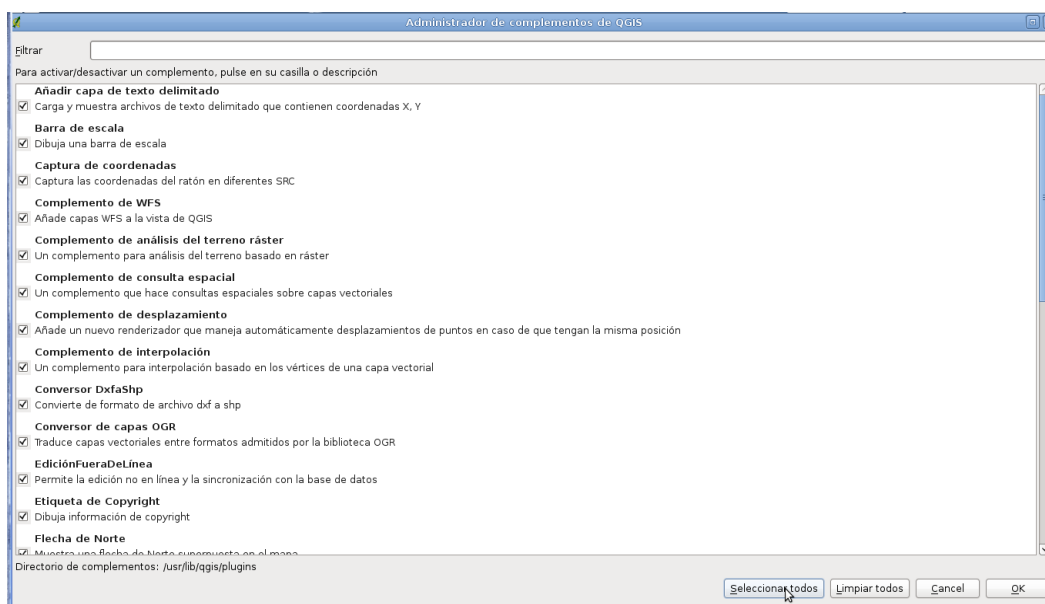 Administrador de complementos de QGIS
Filtrar
Para activar/desactivar un complemento, pulse en su casilla o descripción
Añadir capa de texto delimitado
Carga y muestra archivos de texto delimitado que contienen coordenadas X, Y
Barra de escala
Dibuja una barra de escala
Captura de coordenadas
Captura las coordenadas del ratón en diferentes SRC
Complemento de WFS
Añade capas WFS a la vista de QGIS
Complemento de análisis del terreno ráster
Un complemento para análisis del terreno basado en ráster
Complemento de consulta espacial
Un complemento que hace consultas espaciales sobre capas vectoriales
Complemento de desplazamiento
Añade un nuevo renderizador que maneja automáticamente desplazamientos de puntos en caso de que tengan la misma posición
Complemento de interpolación
Un complemento para interpolación basado en los vértices de una capa vectorial
Conversor DxfaShp
Convierte de formato de archivo dxf a shp
Conversor de capas OGR
Traduce capas vectoriales entre formatos admitidos por la biblioteca OGR
EdiciónFueraDeLínea
Permite la edición no en línea y la sincronización con la base de datos
Etiqueta de Copyright
Dibuja información de copyright
Flecha de Norte
Muestra una flecha de Norte superpuesta en el mapa
Directorio de complementos: /usr/lib/qgis/plugins
Seleccionar todos Limpiar todos Cancel OK